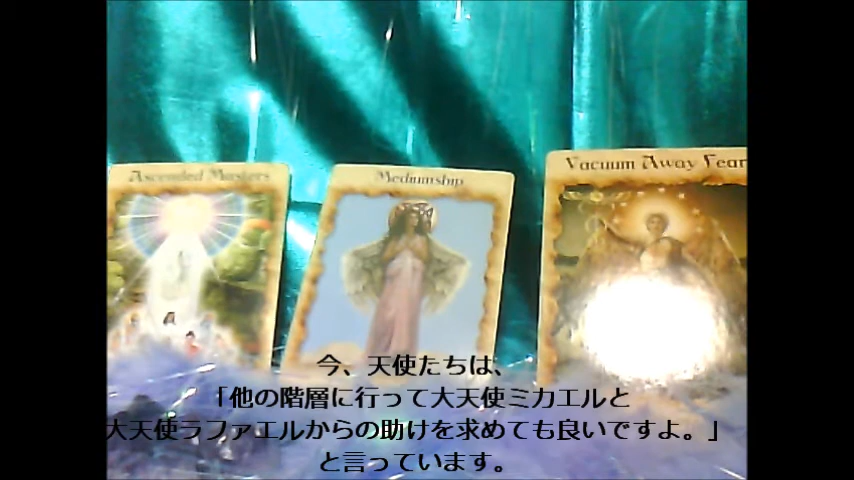 Ascended Masters
Mediumship
Vacuum Away Fear
今、天使たちは、
「他の階層に行って大天使ミカエルと
大天使ラファエルからの助けを求めても良いですよ。」
と言っています。